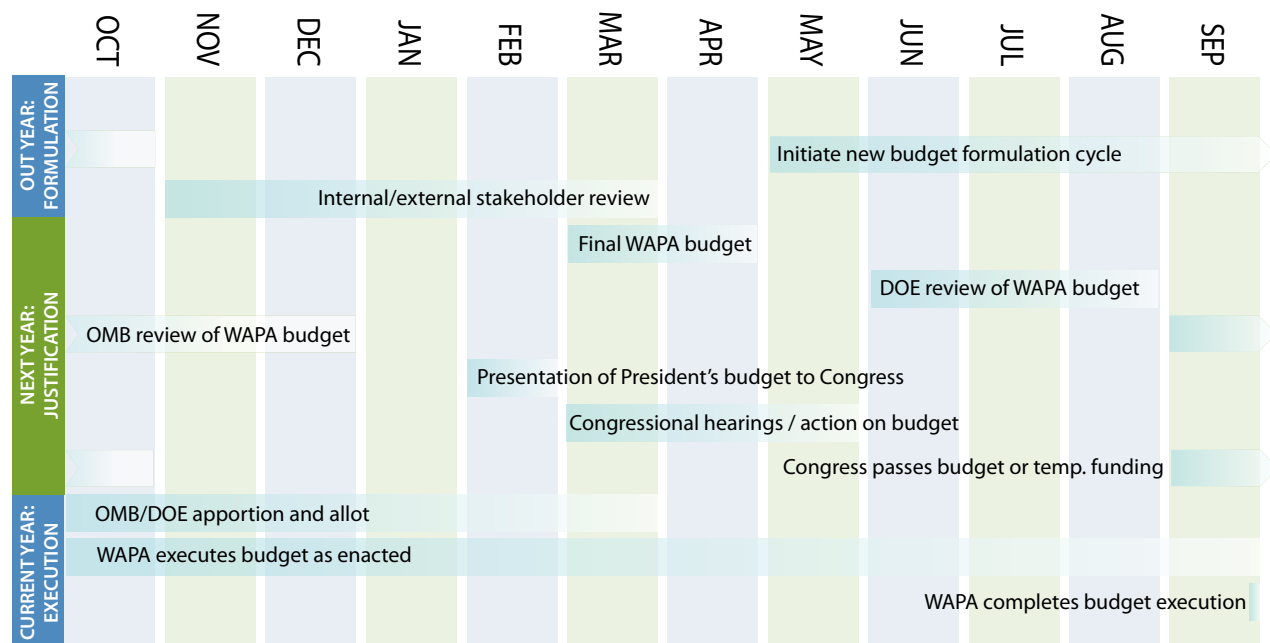 OCT
NOV
DEC
JAN
FEB
MAR
APR
MAY
JUN
JUL
AUG
SEP
OUT YEAR:
FORMULATION
Initiate new budget formulation cycle
Internal/external stakeholder review
NEXT YEAR:
JUSTIFICATION
Final WAPA budget
DOE review of WAPA budget
OMB review of WAPA budget
Presentation of President’s budget to Congress
Congressional hearings / action on budget
Congress passes budget or temp. funding
CURRENT YEAR:
EXECUTION
OMB/DOE apportion and allot
WAPA executes budget as enacted
WAPA completes budget execution